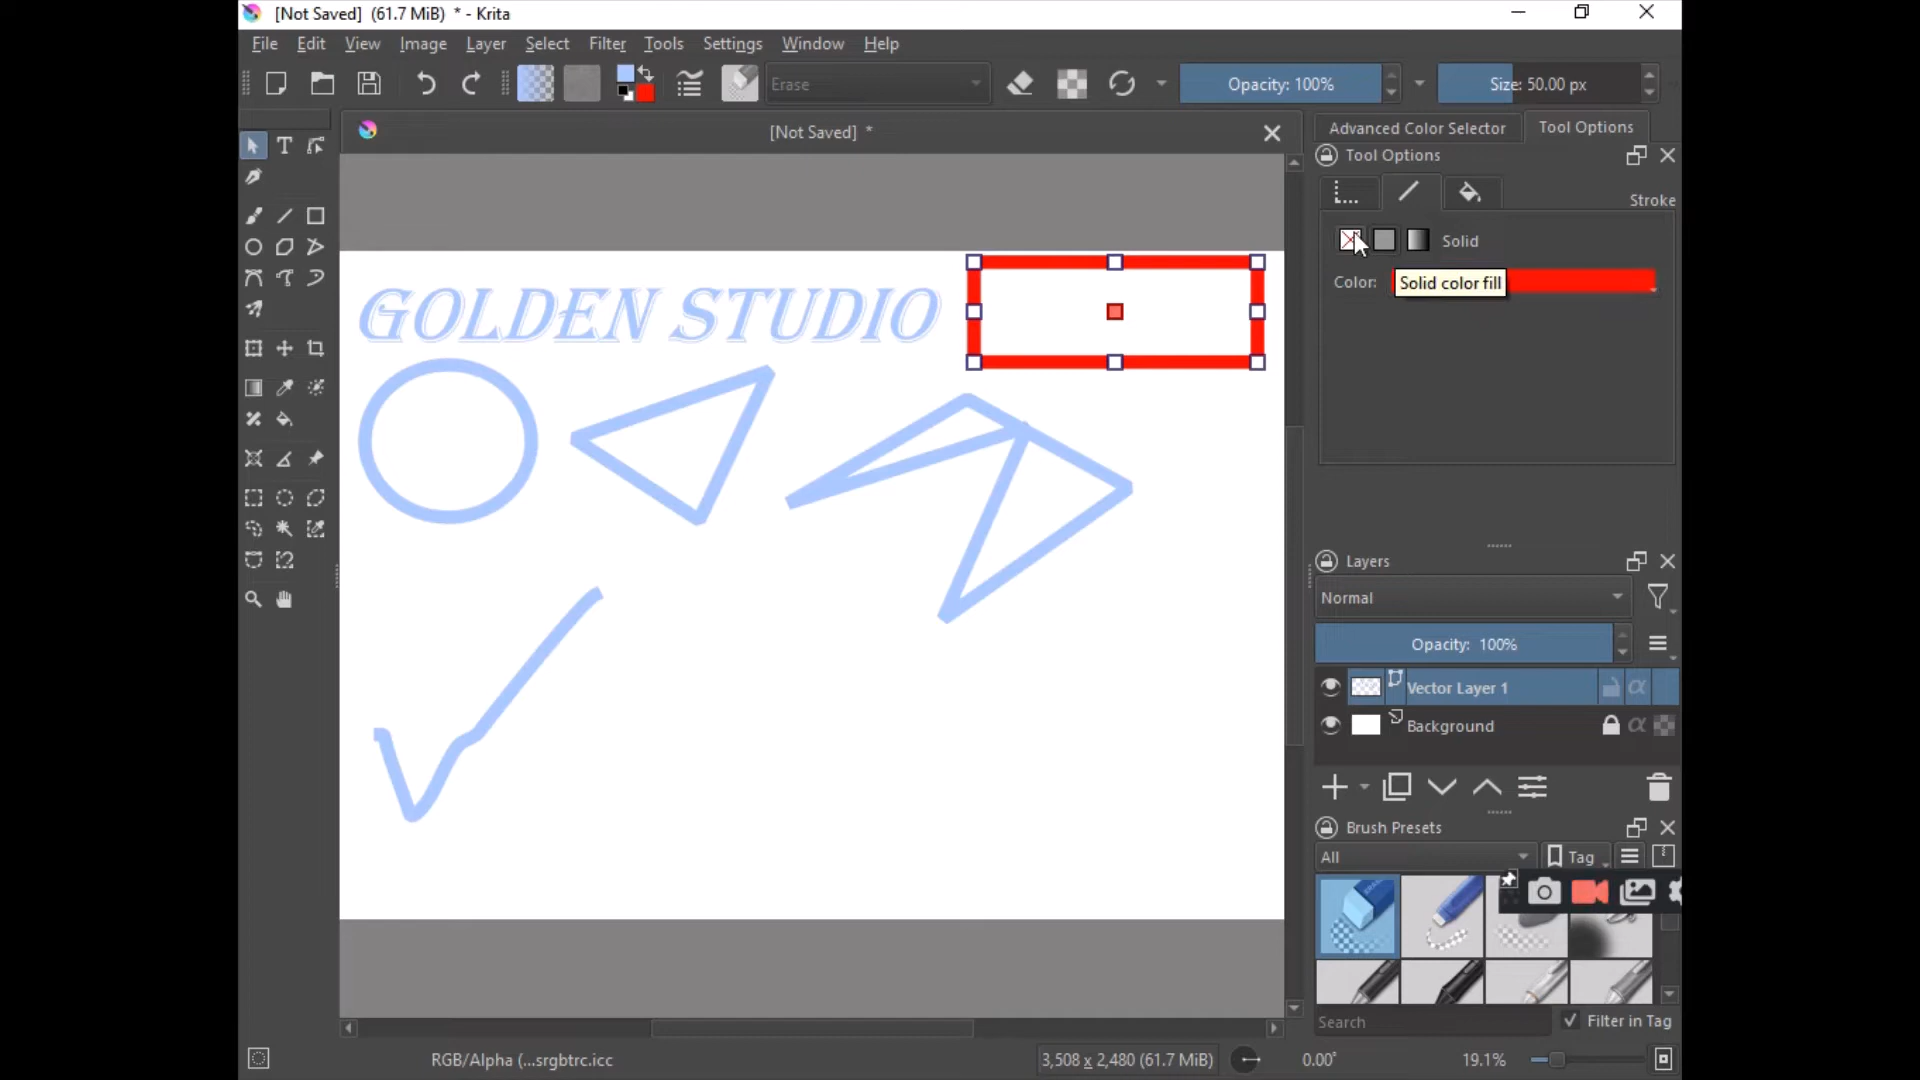 [Not Saved] (61.7 MiB) * - Krita
File Edit View Image Layer Select Filter Tools Settings Window Help
Erase
Opacity: 100%
Size: 50.00 px
[Not Saved] *
Advanced Color Selector
Tool Options
Tool Options
Stroke
Solid
Color:
Solid color fill
GOLDEN STUDIO
Layers
Normal
Opacity: 100%
Vector Layer 1
Background
Brush Presets
All
Tag
Search
Filter in Tag
RGB/Alpha (...srgbtrc.icc
3,508 x 2,480 (61.7 MiB)
0.00°
19.1%